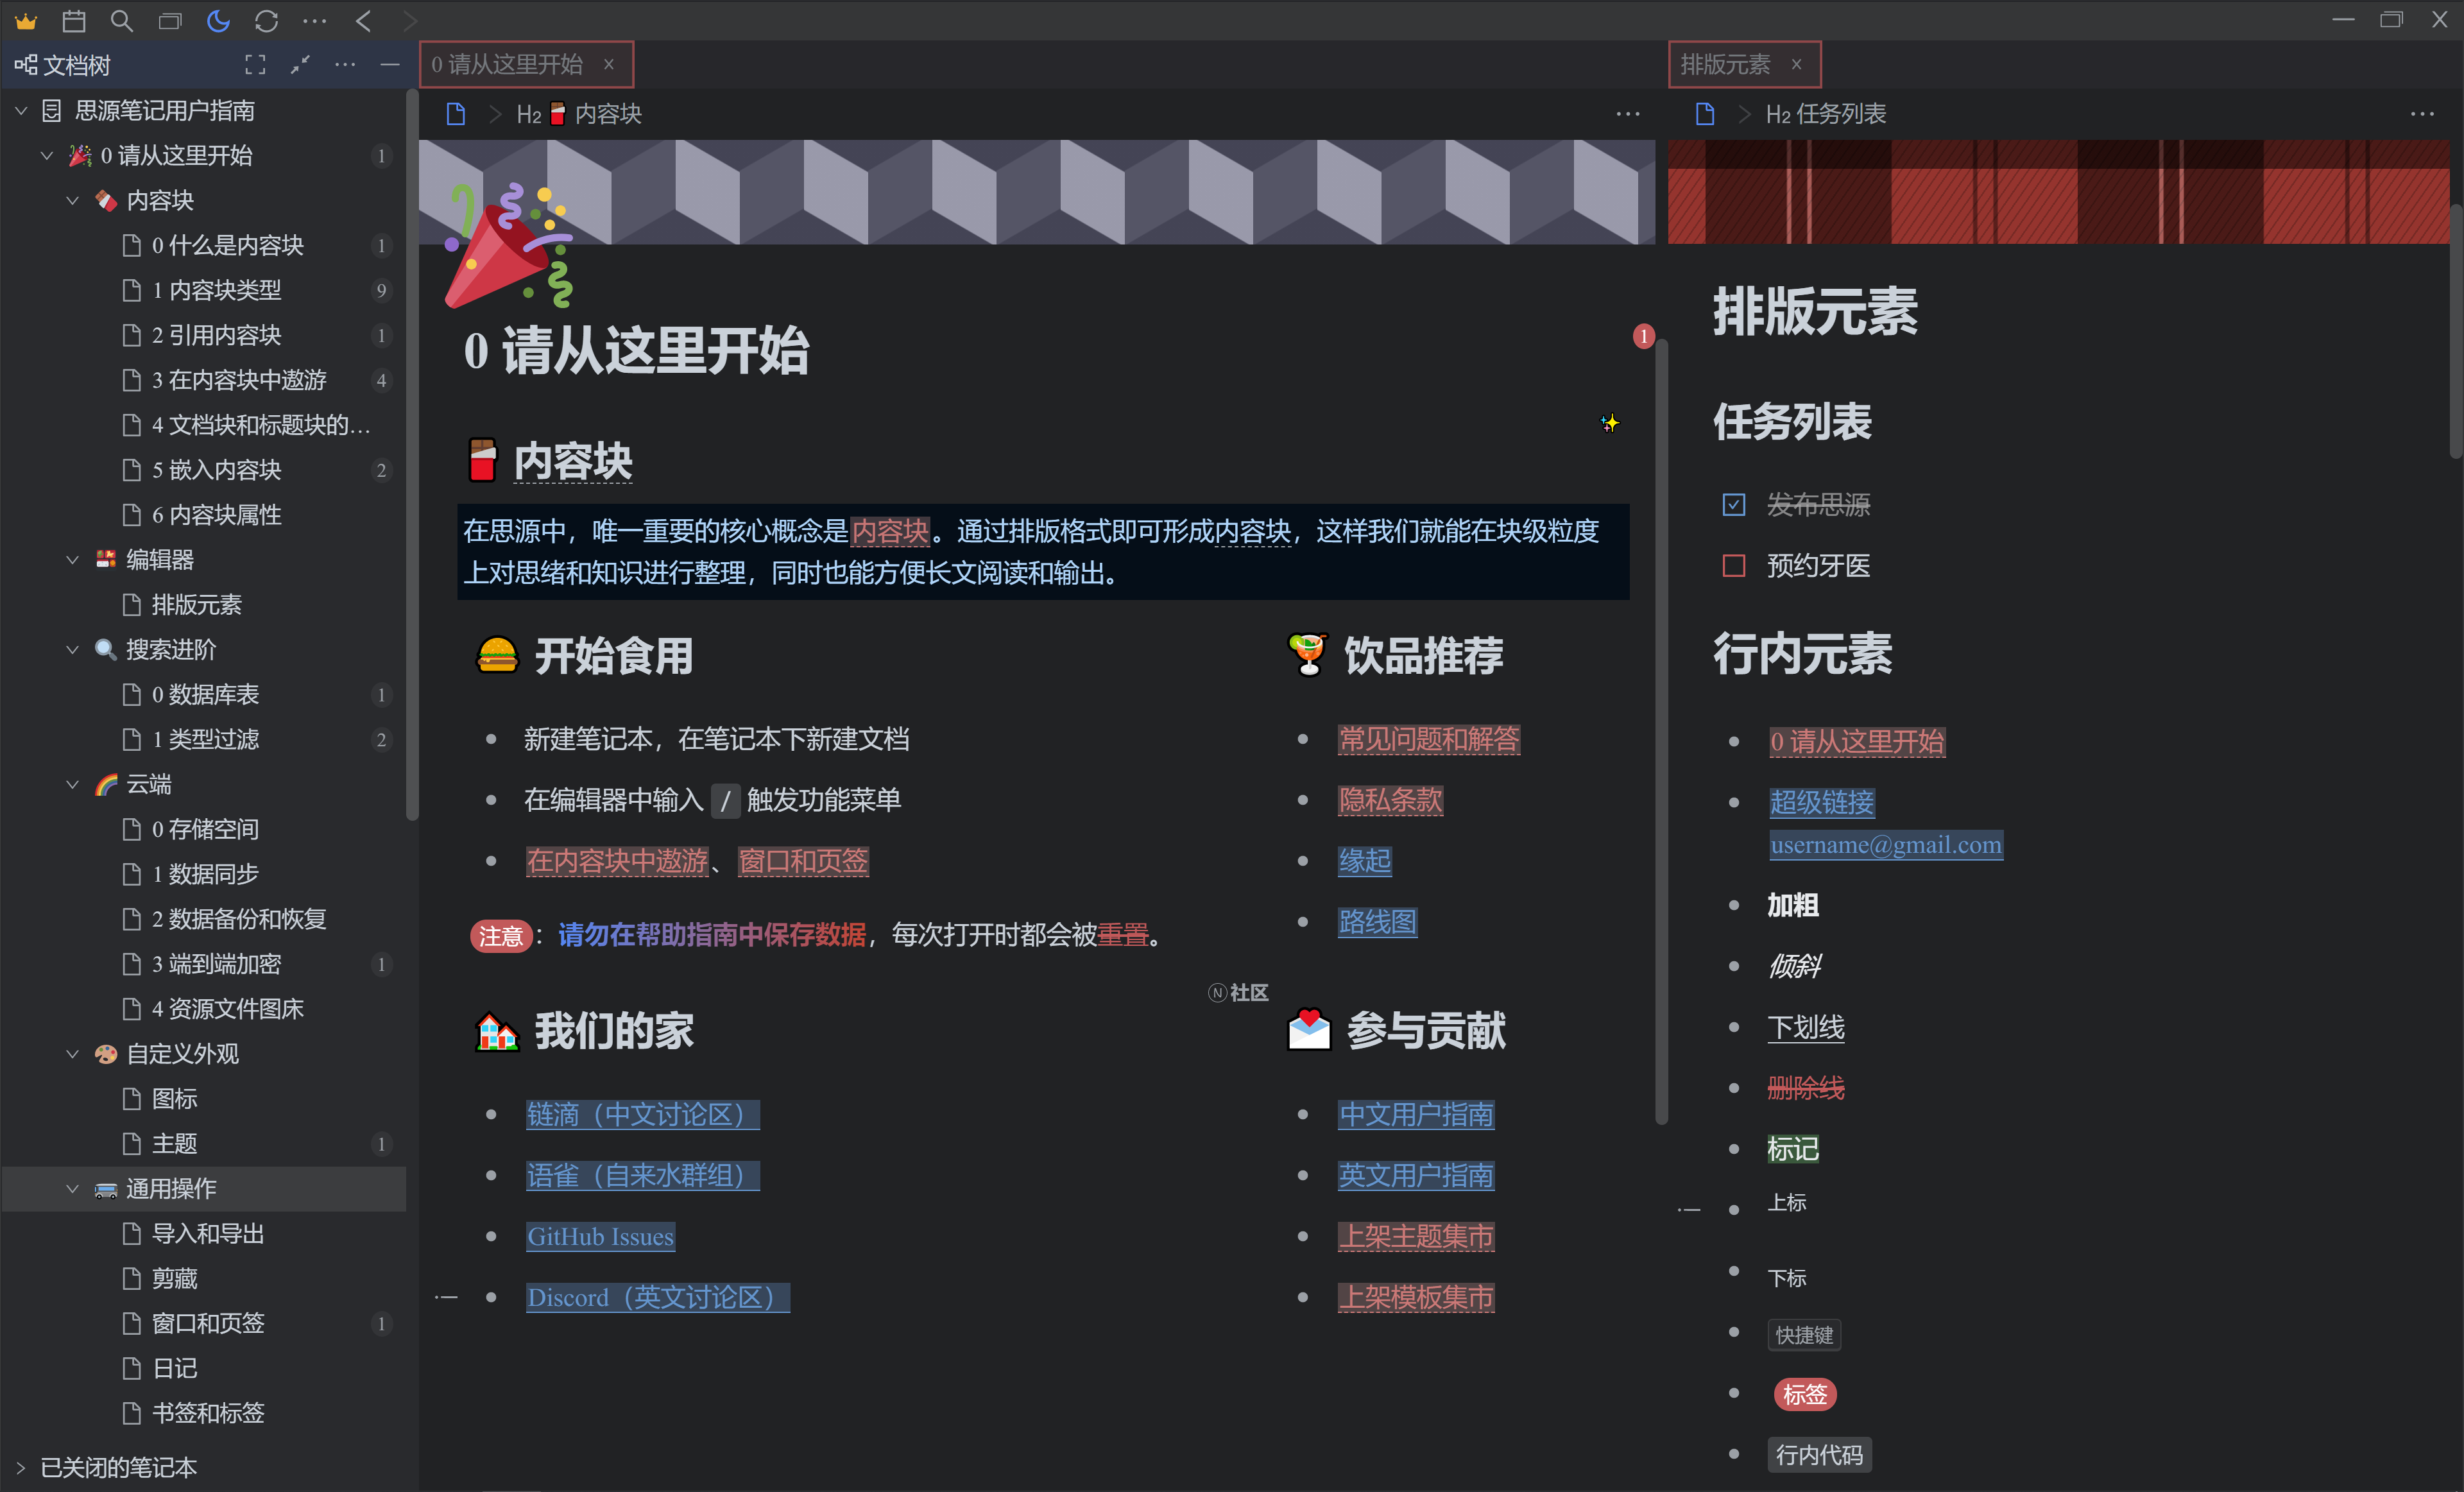 文档树
思源笔记用户指南
0 请从这里开始 1
内容块
0 什么是内容块 1
1 内容块类型 9
2 引用内容块 1
3 在内容块中遨游 4
4 文档块和标题块的...
5 嵌入内容块 2
6 内容块属性
编辑器
排版元素
搜索进阶
0 数据库表 1
1 类型过滤 2
云端
0 存储空间
1 数据同步
2 数据备份和恢复
3 端到端加密 1
4 资源文件图床
自定义外观
图标
主题 1
通用操作
导入和导出
剪藏
窗口和页签 1
日记
书签和标签
已关闭的笔记本
0 请从这里开始 ×
H2 内容块
0 请从这里开始
1
内容块
在思源中，唯一重要的核心概念是内容块。通过排版格式即可形成内容块，这样我们就能在块级粒度
上对思绪和知识进行整理，同时也能方便长文阅读和输出。
开始食用
新建笔记本，在笔记本下新建文档
在编辑器中输入 / 触发功能菜单
在内容块中遨游、窗口和页签
注意：请勿在帮助指南中保存数据，每次打开时都会被重置。
饮品推荐
常见问题和解答
隐私条款
缘起
路线图
N 社区
我们的家
链滴（中文讨论区）
语雀（自来水群组）
GitHub Issues
Discord（英文讨论区）
参与贡献
中文用户指南
英文用户指南
上架主题集市
上架模板集市
排版元素 ×
H2 任务列表
排版元素
任务列表
发布思源
预约牙医
行内元素
0 请从这里开始
超级链接
username@gmail.com
加粗
倾斜
下划线
删除线
标记
上标
下标
快捷键
标签
行内代码